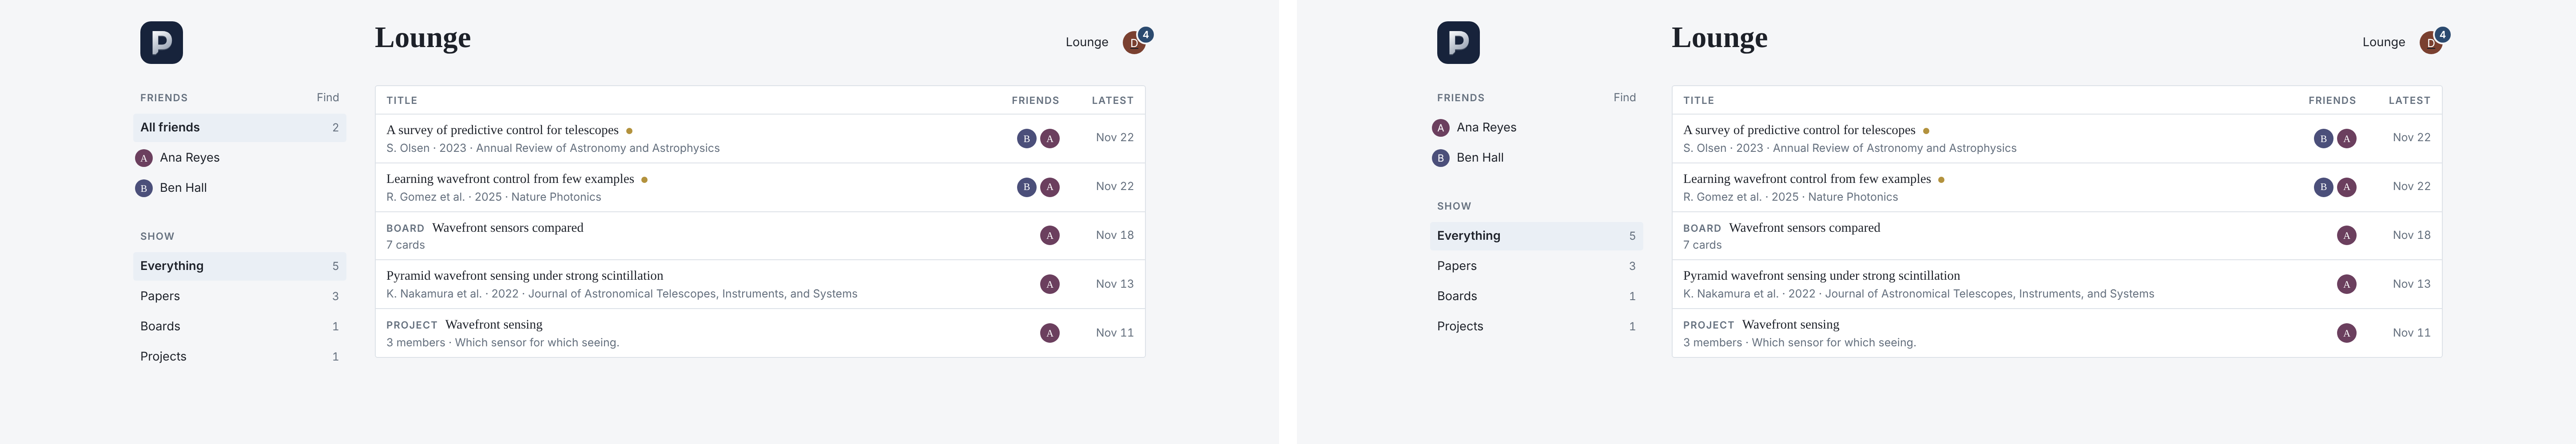 P
Lounge
Lounge
D
4
FRIENDS
Find
All friends
2
A
Ana Reyes
B
Ben Hall
SHOW
Everything
5
Papers
3
Boards
1
Projects
1
TITLE
FRIENDS
LATEST
A survey of predictive control for telescopes
S. Olsen · 2023 · Annual Review of Astronomy and Astrophysics
B
A
Nov 22
Learning wavefront control from few examples
R. Gomez et al. · 2025 · Nature Photonics
B
A
Nov 22
BOARD Wavefront sensors compared
7 cards
A
Nov 18
Pyramid wavefront sensing under strong scintillation
K. Nakamura et al. · 2022 · Journal of Astronomical Telescopes, Instruments, and Systems
A
Nov 13
PROJECT Wavefront sensing
3 members · Which sensor for which seeing.
A
Nov 11
P
Lounge
Lounge
D
4
FRIENDS
Find
A
Ana Reyes
B
Ben Hall
SHOW
Everything
5
Papers
3
Boards
1
Projects
1
TITLE
FRIENDS
LATEST
A survey of predictive control for telescopes
S. Olsen · 2023 · Annual Review of Astronomy and Astrophysics
B
A
Nov 22
Learning wavefront control from few examples
R. Gomez et al. · 2025 · Nature Photonics
B
A
Nov 22
BOARD Wavefront sensors compared
7 cards
A
Nov 18
Pyramid wavefront sensing under strong scintillation
K. Nakamura et al. · 2022 · Journal of Astronomical Telescopes, Instruments, and Systems
A
Nov 13
PROJECT Wavefront sensing
3 members · Which sensor for which seeing.
A
Nov 11